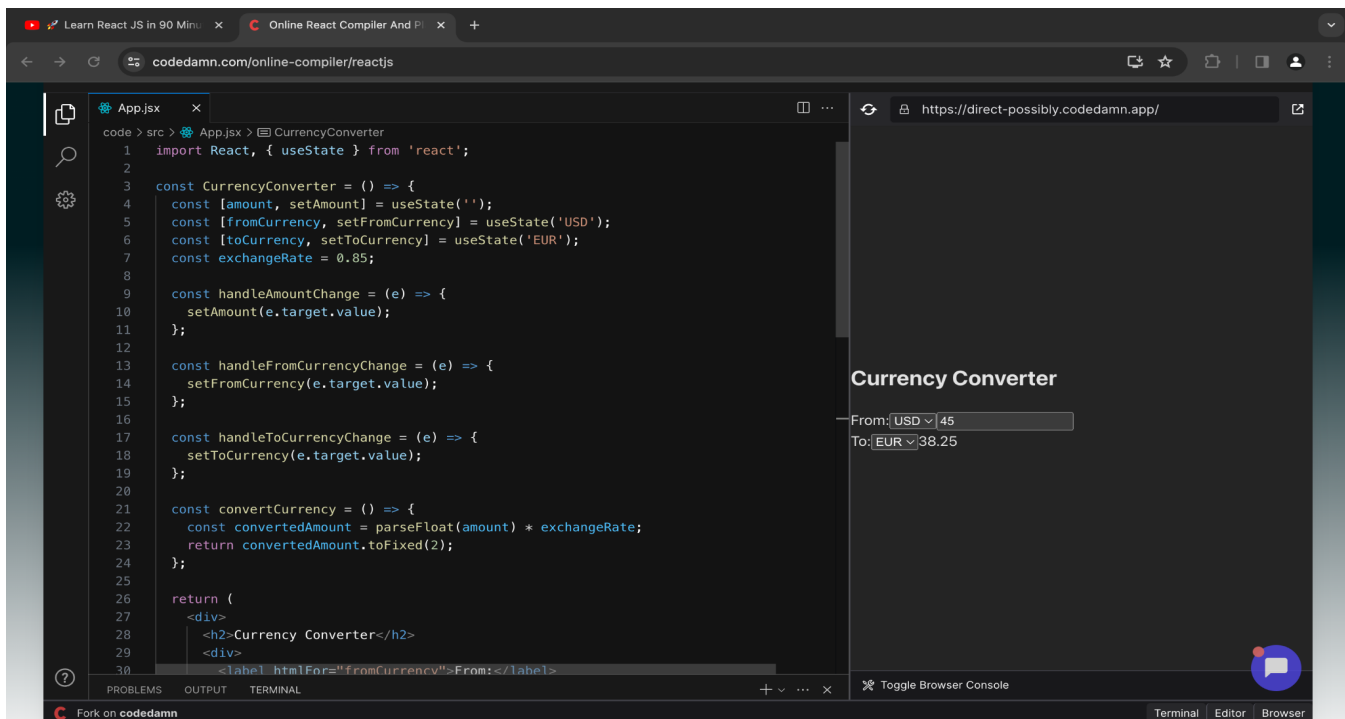 🚀 Learn React JS in 90 Minu
Online React Compiler And Pl
codedamn.com/online-compiler/reactjs
App.jsx
code > src > App.jsx > CurrencyConverter
1 import React, { useState } from 'react';
2
3 const CurrencyConverter = () => {
4 const [amount, setAmount] = useState('');
5 const [fromCurrency, setFromCurrency] = useState('USD');
6 const [toCurrency, setToCurrency] = useState('EUR');
7 const exchangeRate = 0.85;
8
9 const handleAmountChange = (e) => {
10 setAmount(e.target.value);
11 };
12
13 const handleFromCurrencyChange = (e) => {
14 setFromCurrency(e.target.value);
15 };
16
17 const handleToCurrencyChange = (e) => {
18 setToCurrency(e.target.value);
19 };
20
21 const convertCurrency = () => {
22 const convertedAmount = parseFloat(amount) * exchangeRate;
23 return convertedAmount.toFixed(2);
24 };
25
26 return (
27 <div>
28 <h2>Currency Converter</h2>
29 <div>
30 <label htmlFor="fromCurrency">From:</label>
PROBLEMS OUTPUT TERMINAL
https://direct-possibly.codedamn.app/
Currency Converter
From: USD 45
To: EUR 38.25
Toggle Browser Console
Fork on codedamn
Terminal Editor Browser